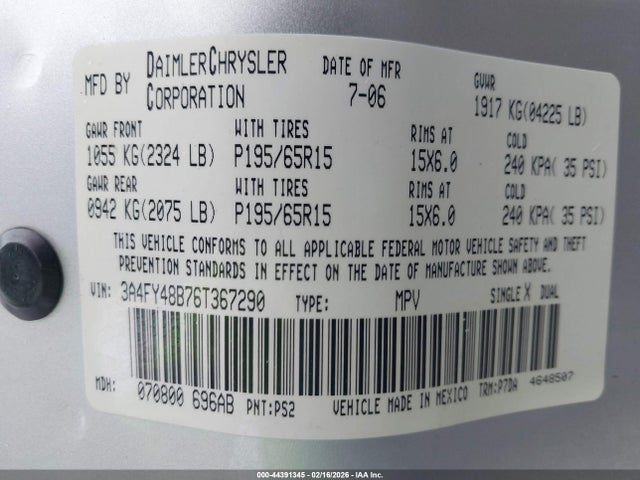 MFD BY DAIMLERCHRYSLER CORPORATION DATE OF MFR 7-06 GVWR 1917 KG(04225 LB)
GAWR FRONT WITH TIRES RIMS AT COLD
1055 KG(2324 LB) P195/65R15 15X6.0 240 KPA( 35 PSI)
GAWR REAR WITH TIRES RIMS AT COLD
0942 KG(2075 LB) P195/65R15 15X6.0 240 KPA( 35 PSI)
THIS VEHICLE CONFORMS TO ALL APPLICABLE FEDERAL MOTOR VEHICLE SAFETY AND THEFT
PREVENTION STANDARDS IN EFFECT ON THE DATE OF MANUFACTURE SHOWN ABOVE.
VIN: 3A4FY48B76T367290 TYPE: MPV SINGLE X DUAL
MDH: 070800 696AB PNT:PS2 VEHICLE MADE IN MEXICO TRM:P7DA 4648507
000-44391345 - 02/16/2026 - IAA Inc.